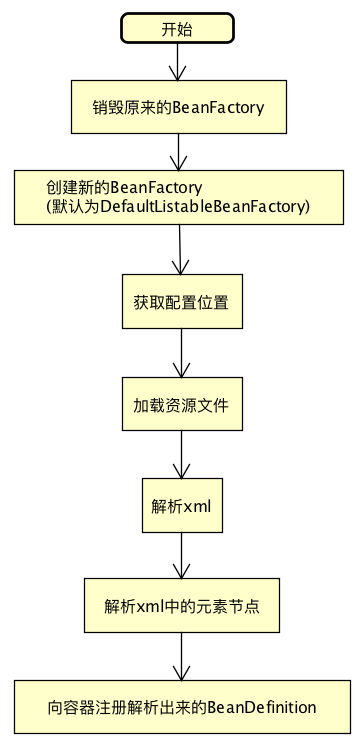 开始
销毁原来的BeanFactory
创建新的BeanFactory
(默认为DefaultListableBeanFactory)
获取配置位置
加载资源文件
解析xml
解析xml中的元素节点
向容器注册解析出来的BeanDefinition